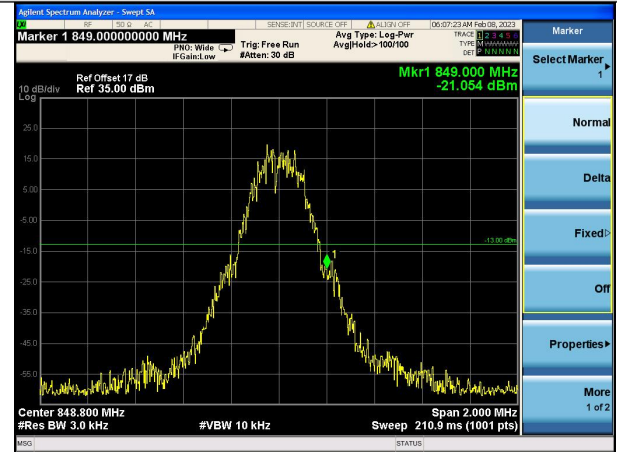 Agilent Spectrum Analyzer - Swept SA
RF 50 Ω AC SENSE:INT SOURCE OFF ALIGN OFF 06:07:23 AM Feb 08, 2023
Marker 1 849.000000000 MHz
PNO: Wide
IFGain:Low
Trig: Free Run
#Atten: 30 dB
Avg Type: Log-Pwr
Avg|Hold:> 100/100
TRACE 1 2 3 4 5 6
TYPE M
DET P N N N N N
Mkr1 849.000 MHz
-21.054 dBm
Ref Offset 17 dB
10 dB/div Ref 35.00 dBm
Log
25.0
15.0
5.00
-5.00
-15.0
-25.0
-35.0
-45.0
-55.0
-13.00 dBm
1
Center 848.800 MHz
Span 2.000 MHz
#Res BW 3.0 kHz
#VBW 10 kHz
Sweep 210.9 ms (1001 pts)
MSG
STATUS
Marker
Select Marker
1
Normal
Delta
Fixed
Off
Properties
More
1 of 2